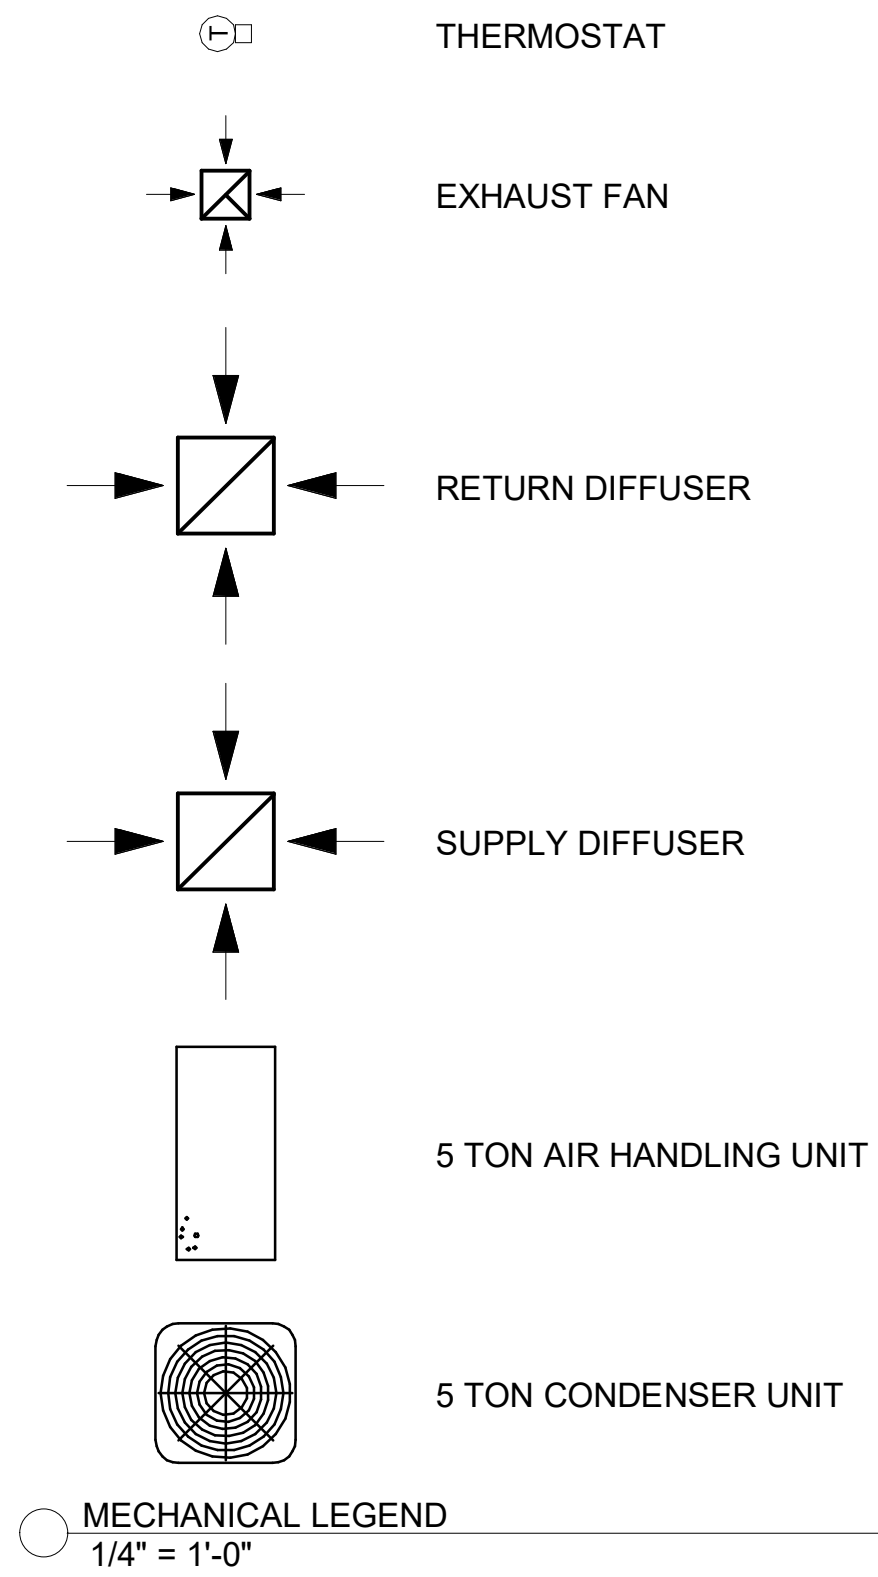 T
THERMOSTAT
EXHAUST FAN
RETURN DIFFUSER
SUPPLY DIFFUSER
5 TON AIR HANDLING UNIT
5 TON CONDENSER UNIT
MECHANICAL LEGEND
1/4" = 1'-0"